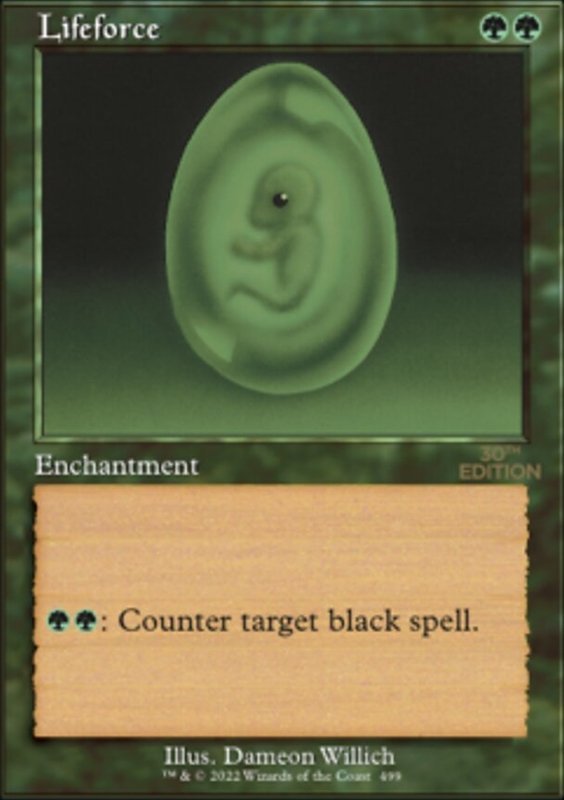 Lifeforce
Enchantment
30TH
EDITION
: Counter target black spell.
Illus. Dameon Willich
™ & © 2022 Wizards of the Coast 499